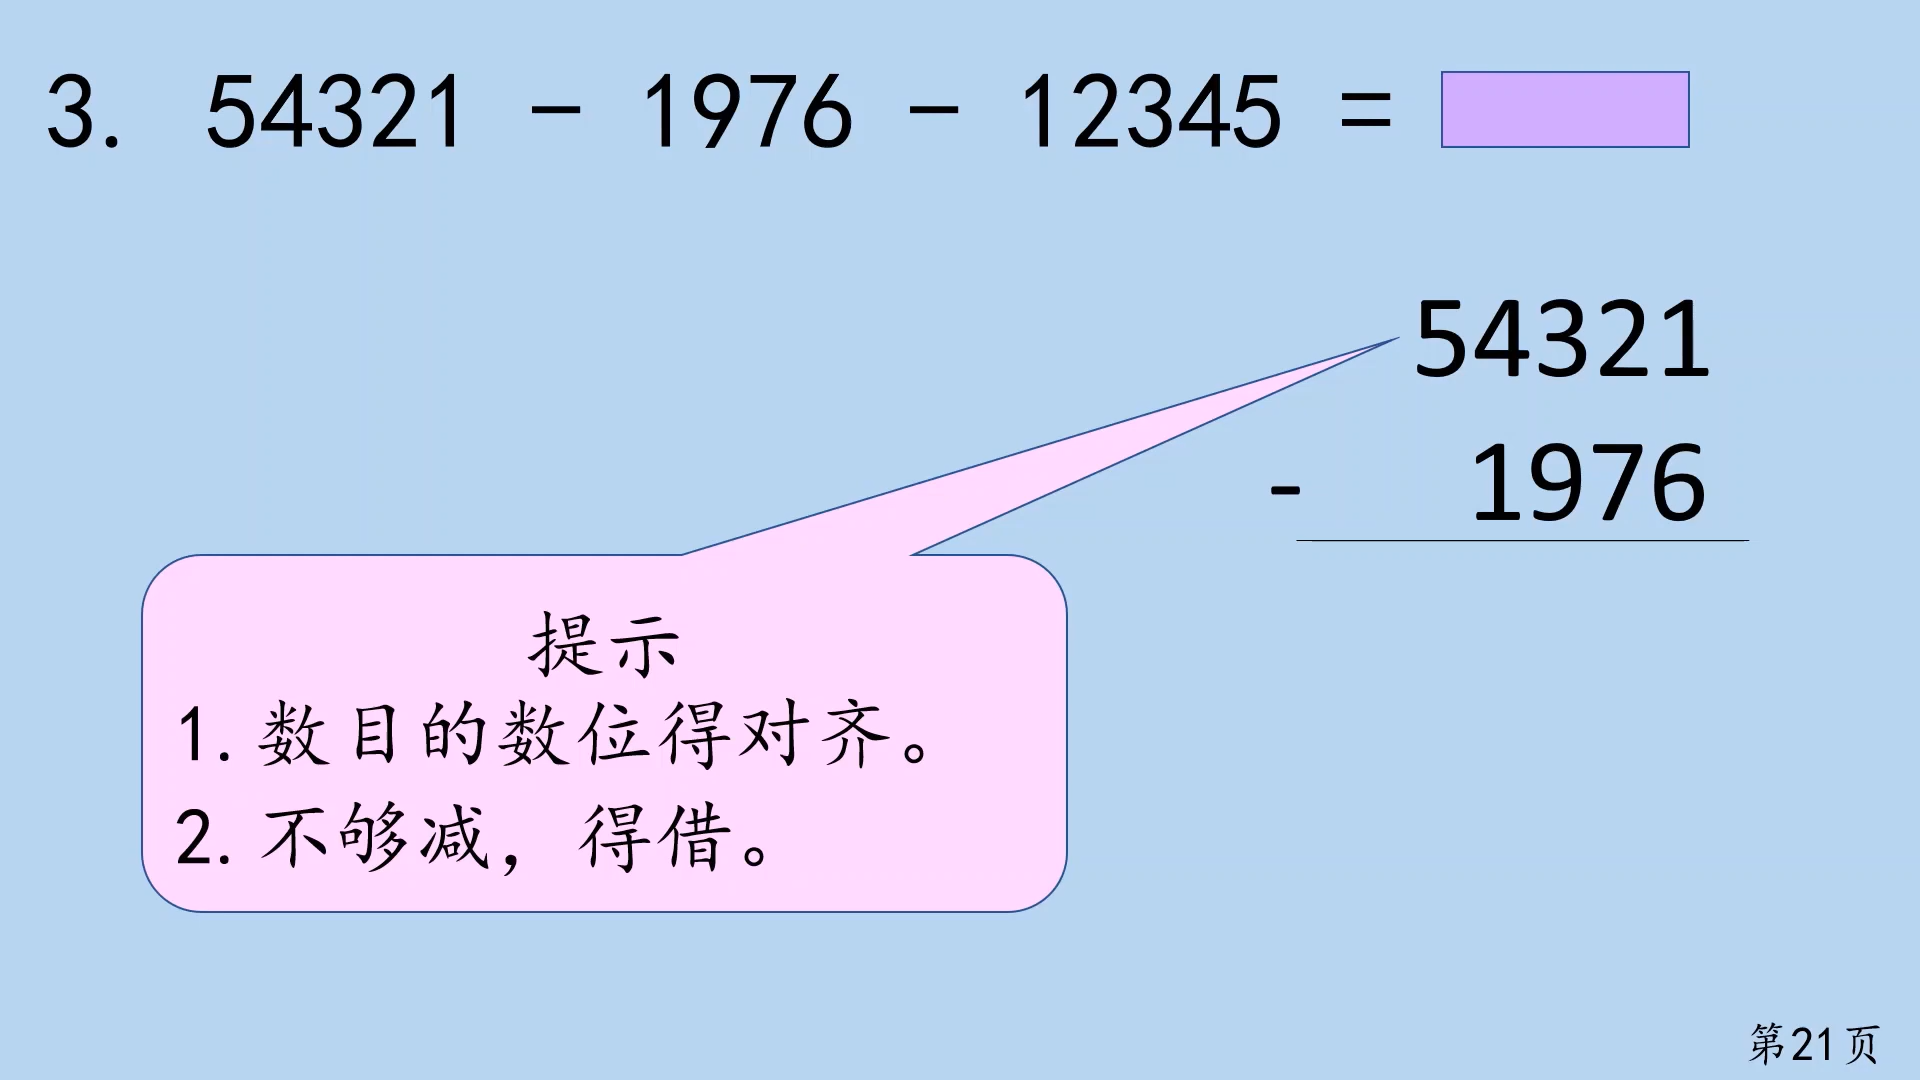 3. 54321 − 1976 − 12345 =
54321
- 1976
提示
1.数目的数位得对齐。
2.不够减，得借。
第21页